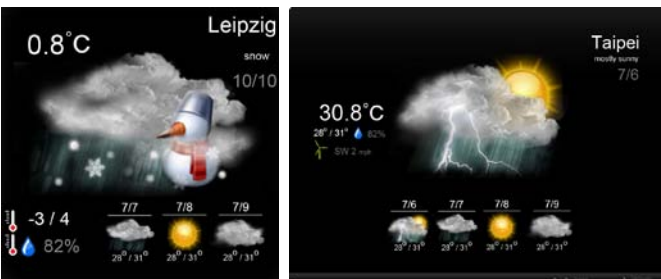 Leipzig
0.8°C
snow
10/10
-3 / 4
82%
7/7 7/8 7/9
28°/31° 28°/31° 28°/31°
Taipei
mostly sunny
7/6
30.8°C
28°/31° 82%
SW 2 mph
7/6 7/7 7/8 7/9
28°/31° 28°/31° 28°/31° 28°/31°